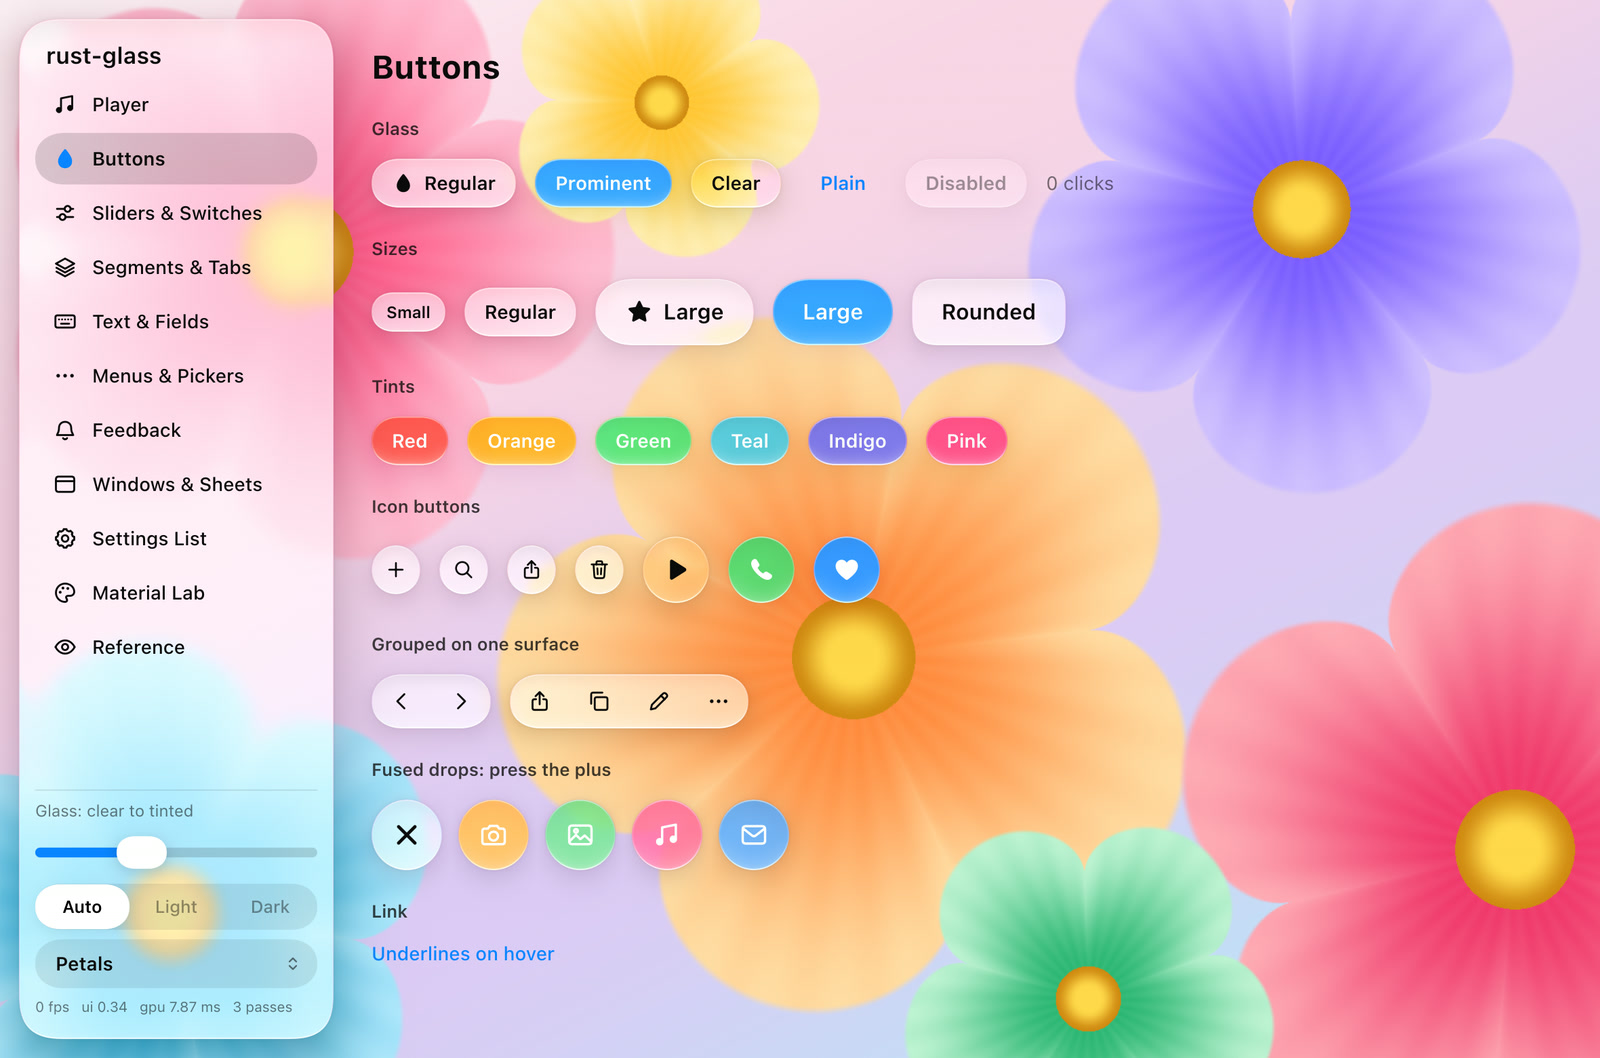 rust-glass
Player
Buttons
Sliders & Switches
Segments & Tabs
Text & Fields
Menus & Pickers
Feedback
Windows & Sheets
Settings List
Material Lab
Reference
Glass: clear to tinted
Auto Light Dark
Petals
0 fps ui 0.34 gpu 7.87 ms 3 passes
Buttons
Glass
Regular Prominent Clear Plain Disabled 0 clicks
Sizes
Small Regular Large Large Rounded
Tints
Red Orange Green Teal Indigo Pink
Icon buttons
Grouped on one surface
Fused drops: press the plus
Link
Underlines on hover